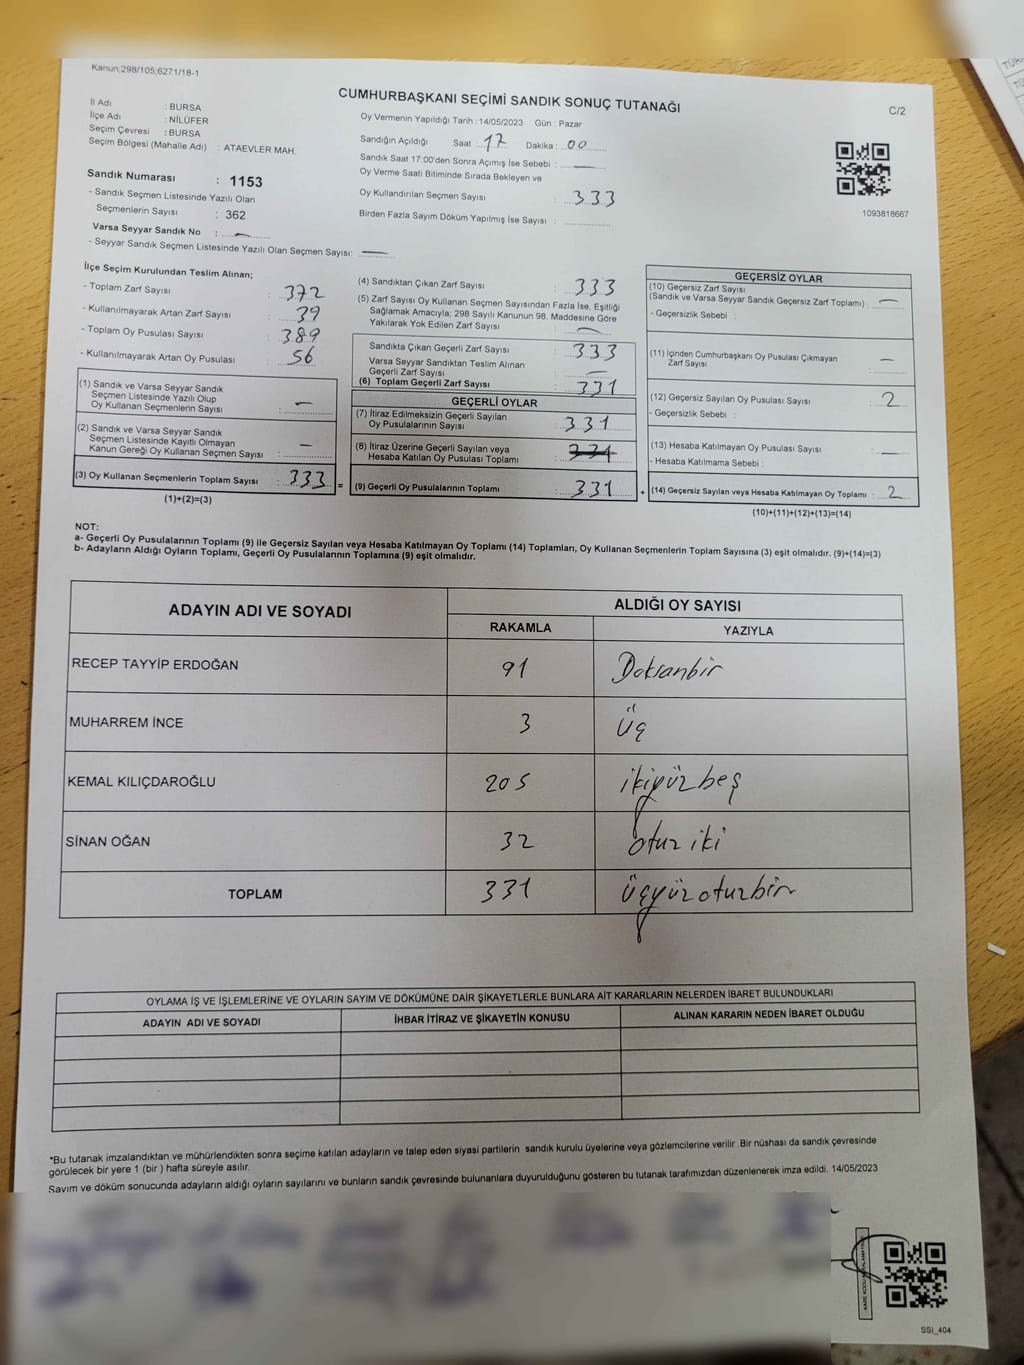 Kanun:298/105;6271/18-1
CUMHURBAŞKANI SEÇİMİ SANDIK SONUÇ TUTANAĞI
C/2
İl Adı : BURSA
İlçe Adı : NİLÜFER
Seçim Çevresi : BURSA
Seçim Bölgesi (Mahalle Adı) : ATAEVLER MAH.
Sandık Numarası : 1153
- Sandık Seçmen Listesinde Yazılı Olan
Seçmenlerin Sayısı : 362
Varsa Seyyar Sandık No : —
- Seyyar Sandık Seçmen Listesinde Yazılı Olan Seçmen Sayısı: —
Oy Vermenin Yapıldığı Tarih : 14/05/2023 Gün : Pazar
Sandığın Açıldığı Saat : 17 Dakika : 00
Sandık Saat 17:00'den Sonra Açımış İse Sebebi : —
Oy Verme Saati Bitiminde Sırada Bekleyen ve
Oy Kullandırılan Seçmen Sayısı : 333
Birden Fazla Sayım Döküm Yapılmış İse Sayısı :
1093818667
İlçe Seçim Kurulundan Teslim Alınan;
- Toplam Zarf Sayısı : 372
- Kullanılmayarak Artan Zarf Sayısı : 39
- Toplam Oy Pusulası Sayısı : 389
- Kullanılmayarak Artan Oy Pusulası : 56
(1) Sandık ve Varsa Seyyar Sandık
Seçmen Listesinde Yazılı Olup
Oy Kullanan Seçmenlerin Sayısı : —
(2) Sandık ve Varsa Seyyar Sandık
Seçmen Listesinde Kayıtlı Olmayan
Kanun Gereği Oy Kullanan Seçmen Sayısı : —
(3) Oy Kullanan Seçmenlerin Toplam Sayısı : 333 =
(1)+(2)=(3)
(4) Sandıktan Çıkan Zarf Sayısı : 333
(5) Zarf Sayısı Oy Kullanan Seçmen Sayısından Fazla İse, Eşitliği
Sağlamak Amacıyla; 298 Sayılı Kanunun 98. Maddesine Göre
Yakılarak Yok Edilen Zarf Sayısı : —
Sandıkta Çıkan Geçerli Zarf Sayısı : 333
Varsa Seyyar Sandıktan Teslim Alınan
Geçerli Zarf Sayısı : —
(6) Toplam Geçerli Zarf Sayısı : 331
GEÇERLİ OYLAR
(7) İtiraz Edilmeksizin Geçerli Sayılan
Oy Pusulalarının Sayısı : 331
(8) İtiraz Üzerine Geçerli Sayılan veya
Hesaba Katılan Oy Pusulası Toplamı : 331
(9) Geçerli Oy Pusulalarının Toplamı : 331 +
GEÇERSİZ OYLAR
(10) Geçersiz Zarf Sayısı
(Sandık ve Varsa Seyyar Sandık Geçersiz Zarf Toplamı) : —
- Geçersizlik Sebebi :
(11) İçinden Cumhurbaşkanı Oy Pusulası Çıkmayan
Zarf Sayısı : —
(12) Geçersiz Sayılan Oy Pusulası Sayısı : 2
- Geçersizlik Sebebi :
(13) Hesaba Katılmayan Oy Pusulası Sayısı : —
- Hesaba Katılmama Sebebi :
(14) Geçersiz Sayılan veya Hesaba Katılmayan Oy Toplamı : 2
(10)+(11)+(12)+(13)=(14)
NOT:
a- Geçerli Oy Pusulalarının Toplamı (9) ile Geçersiz Sayılan veya Hesaba Katılmayan Oy Toplamı (14) Toplamları, Oy Kullanan Seçmenlerin Toplam Sayısına (3) eşit olmalıdır. (9)+(14)=(3)
b- Adayların Aldığı Oyların Toplamı, Geçerli Oy Pusulalarının Toplamına (9) eşit olmalıdır.
ADAYIN ADI VE SOYADI
ALDIĞI OY SAYISI
RAKAMLA YAZIYLA
RECEP TAYYİP ERDOĞAN 91 Doksanbir
MUHARREM İNCE 3 üç
KEMAL KILIÇDAROĞLU 205 ikiyüzbeş
SİNAN OĞAN 32 otuz iki
TOPLAM 331 üçyüzotuzbir
OYLAMA İŞ VE İŞLEMLERİNE VE OYLARIN SAYIM VE DÖKÜMÜNE DAİR ŞİKAYETLERLE BUNLARA AİT KARARLARIN NELERDEN İBARET BULUNDUKLARI
ADAYIN ADI VE SOYADI İHBAR İTİRAZ VE ŞİKAYETİN KONUSU ALINAN KARARIN NEDEN İBARET OLDUĞU
*Bu tutanak imzalandıktan ve mühürlendikten sonra seçime katılan adayların ve talep eden siyasi partilerin sandık kurulu üyelerine veya gözlemcilerine verilir .Bir nüshası da sandık çevresinde
görülecek bir yere 1 (bir ) hafta süreyle asılır.
Sayım ve döküm sonucunda adayların aldığı oyların sayılarını ve bunların sandık çevresinde bulunanlara duyurulduğunu gösteren bu tutanak tarafımızdan düzenlenerek imza edildi. 14/05/2023
SSI_404